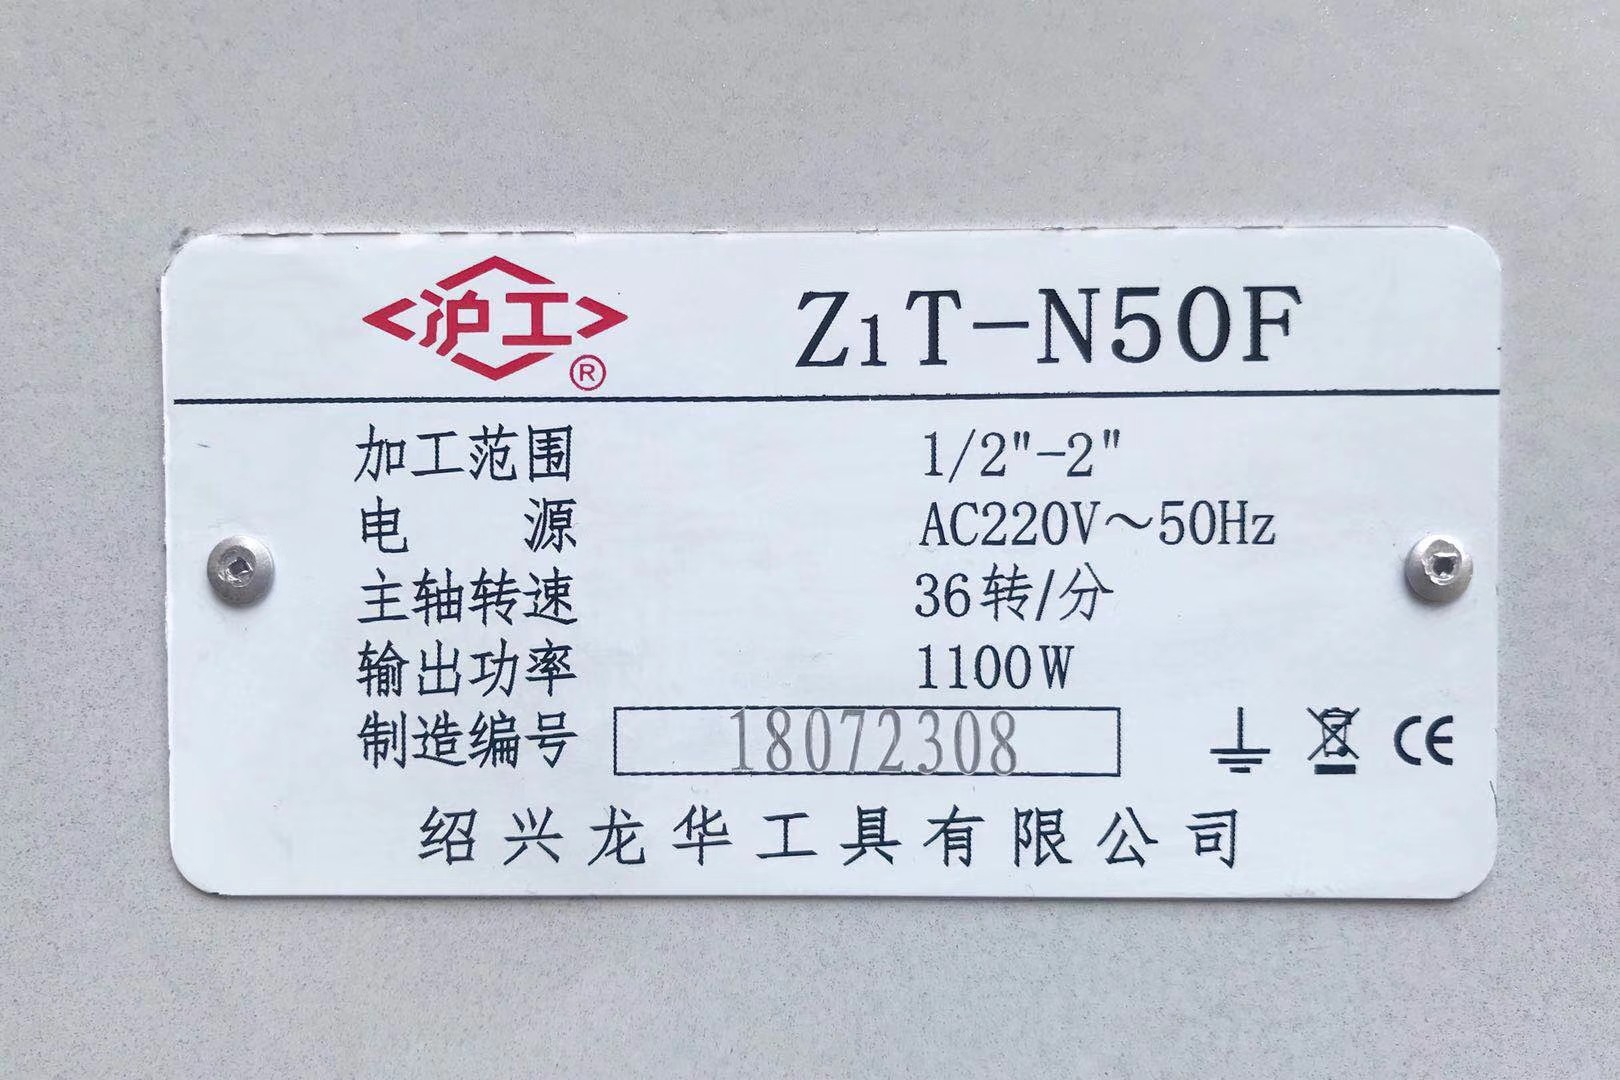 沪工® Z1T-N50F
加工范围 1/2"-2"
电源 AC220V～50Hz
主轴转速 36转/分
输出功率 1100W
制造编号 18072308 CE
绍兴龙华工具有限公司